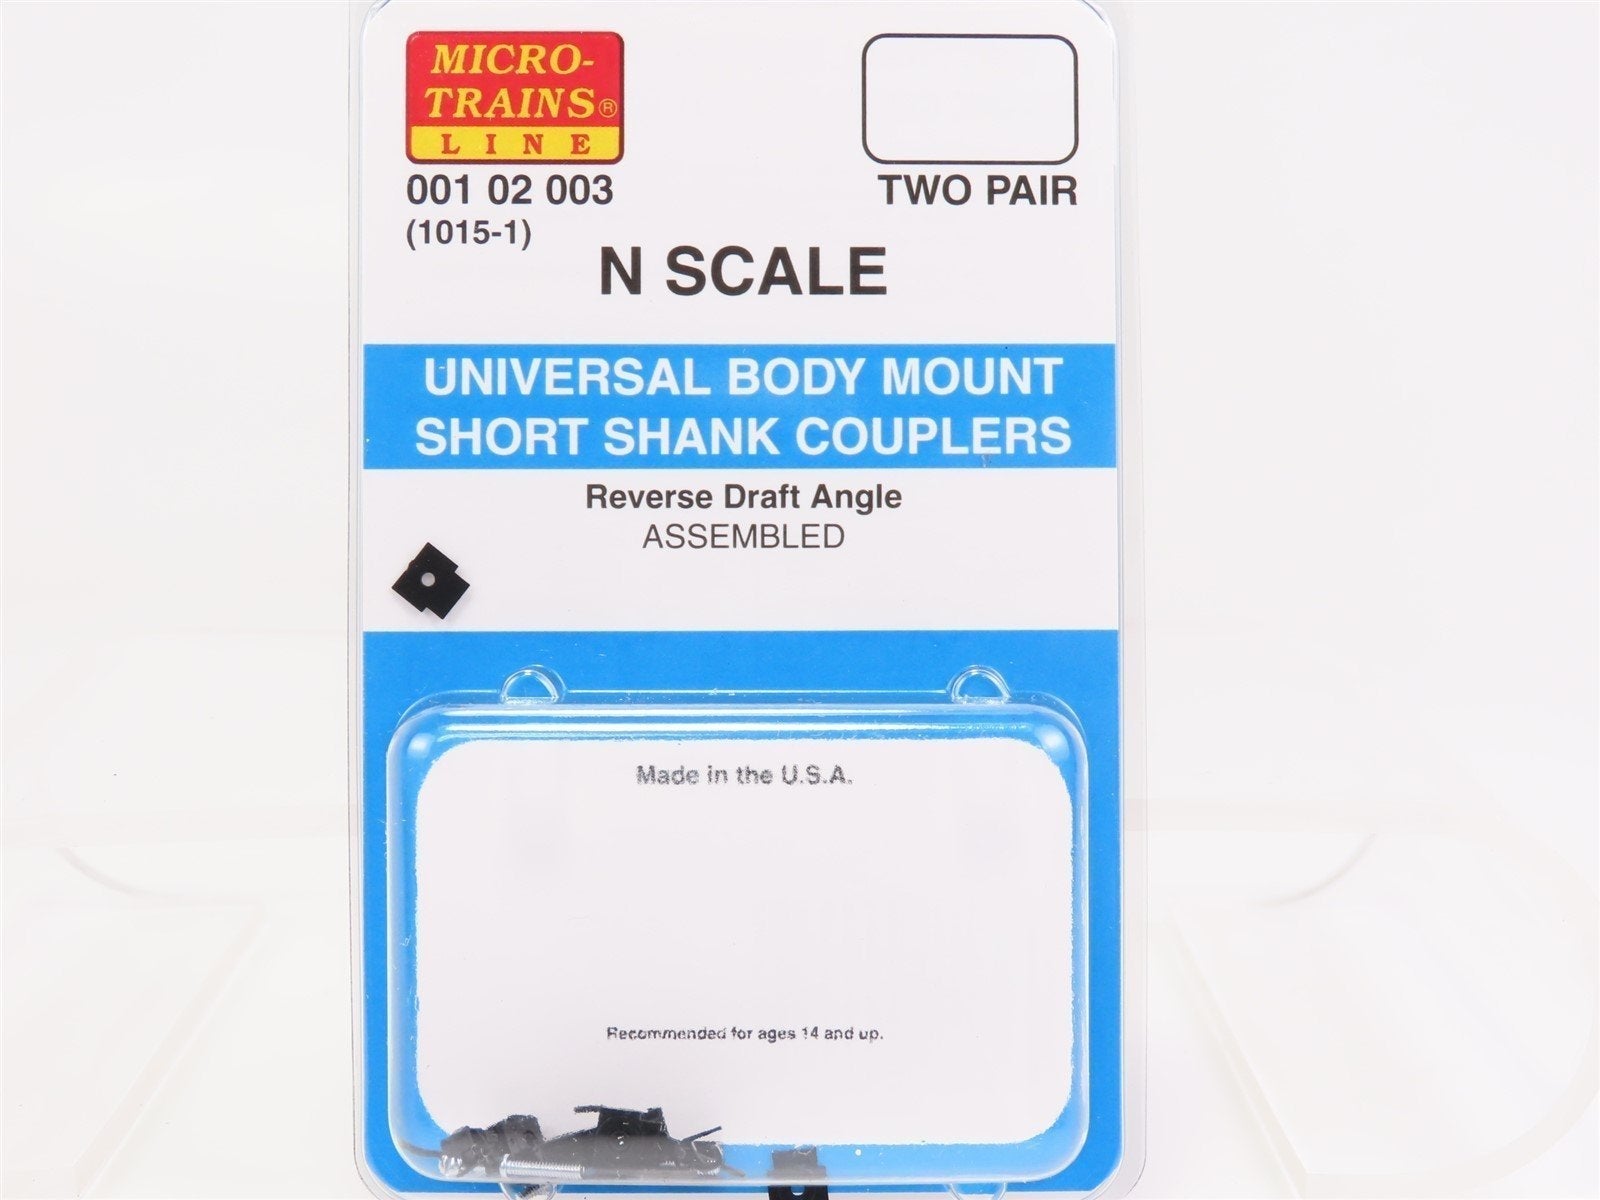 MICRO-
TRAINS®
LINE
001 02 003
(1015-1)
TWO PAIR
N SCALE
UNIVERSAL BODY MOUNT
SHORT SHANK COUPLERS
Reverse Draft Angle
ASSEMBLED
Made in the U.S.A.
Recommended for ages 14 and up.